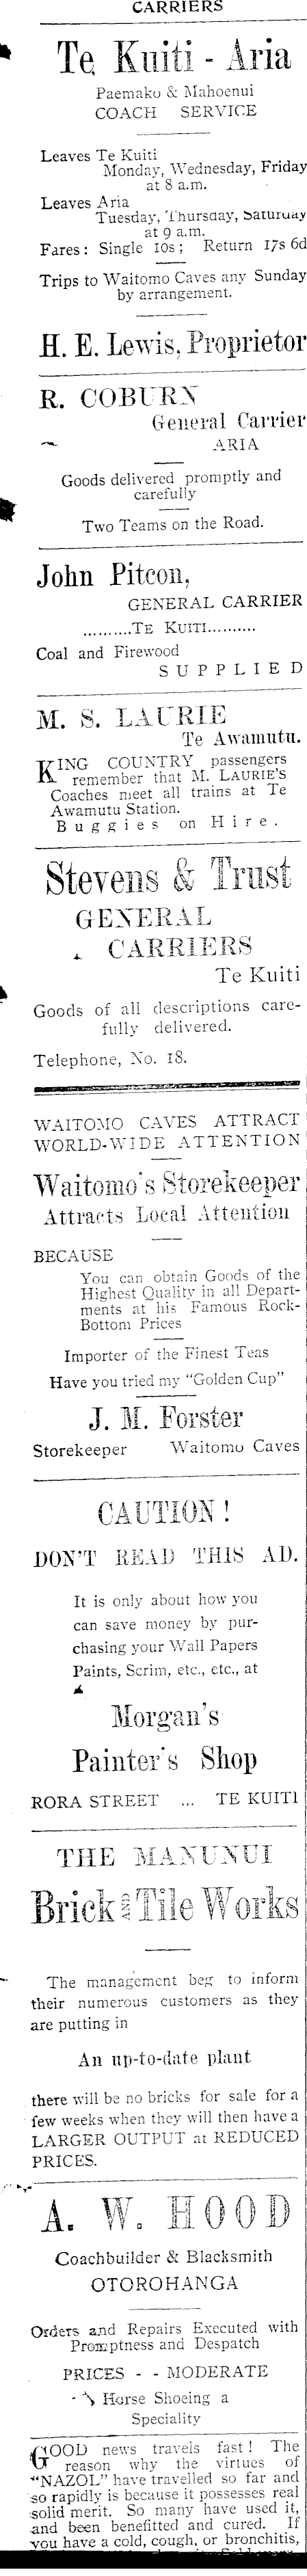 CARRIERS
Te Kuiti - Aria
Paemako & Mahoenui
COACH SERVICE
Leaves Te Kuiti
Monday, Wednesday, Friday
at 8 a.m.
Leaves Aria
Tuesday, Thursday, Saturday
at 9 a.m.
Fares: Single 10s; Return 17s 6d
Trips to Waitomo Caves any Sunday
by arrangement.
H. E. Lewis, Proprietor
R. COBURN
General Carrier
ARIA
Goods delivered promptly and
carefully
Two Teams on the Road.
John Pitcon,
GENERAL CARRIER
..........TE KUITI..........
Coal and Firewood
SUPPLIED
M. S. LAURIE
Te Awamutu.
KING COUNTRY passengers
remember that M. LAURIE'S
Coaches meet all trains at Te
Awamutu Station.
Buggies on Hire.
Stevens & Trust
GENERAL
CARRIERS
Te Kuiti
Goods of all descriptions care-
fully delivered.
Telephone, No. 18.
WAITOMO CAVES ATTRACT
WORLD-WIDE ATTENTION
Waitomo's Storekeeper
Attracts Local Attention
BECAUSE
You can obtain Goods of the
Highest Quality in all Depart-
ments at his Famous Rock-
Bottom Prices
Importer of the Finest Teas
Have you tried my "Golden Cup"
J. M. Forster
Storekeeper Waitomo Caves
CAUTION!
DON'T READ THIS AD.
It is only about how you
can save money by pur-
chasing your Wall Papers
Paints, Scrim, etc., etc., at
Morgan's
Painter's Shop
RORA STREET ... TE KUITI
THE MANUNUI
Brick and Tile Works
The management beg to inform
their numerous customers as they
are putting in
An up-to-date plant
there will be no bricks for sale for a
few weeks when they will then have a
LARGER OUTPUT at REDUCED
PRICES.
A. W. HOOD
Coachbuilder & Blacksmith
OTOROHANGA
Orders and Repairs Executed with
Promptness and Despatch
PRICES - - MODERATE
Horse Shoeing a
Speciality
GOOD news travels fast! The
reason why the virtues of
"NAZOL" have travelled so far and
so rapidly is because it possesses real
solid merit. So many have used it,
and been benefitted and cured. If
you have a cold, cough, or bronchitis,